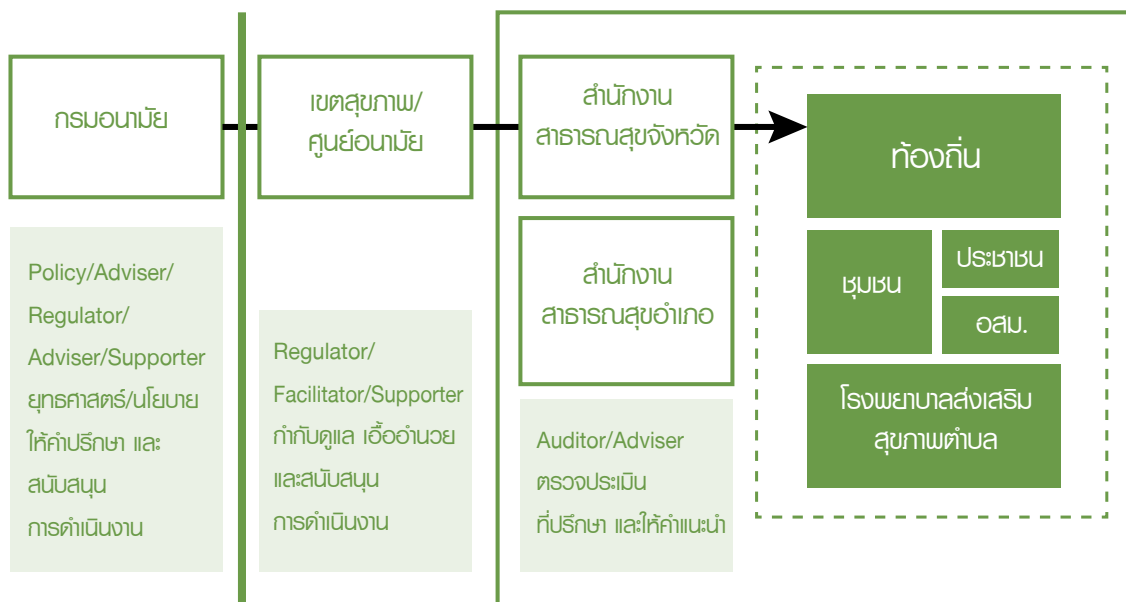 กรมอนามัย
Policy/Adviser/
Regulator/
Adviser/Supporter
ยุทธศาสตร์/นโยบาย
ให้คำปรึกษา และ
สนับสนุน
การดำเนินงาน
เขตสุขภาพ/
ศูนย์อนามัย
Regulator/
Facilitator/Supporter
กำกับดูแล เอื้ออำนวย
และสนับสนุน
การดำเนินงาน
สำนักงาน
สาธารณสุขจังหวัด
สำนักงาน
สาธารณสุขอำเภอ
Auditor/Adviser
ตรวจประเมิน
ที่ปรึกษา และให้คำแนะนำ
ท้องถิ่น
ชุมชน
ประชาชน
อสม.
โรงพยาบาลส่งเสริม
สุขภาพตำบล